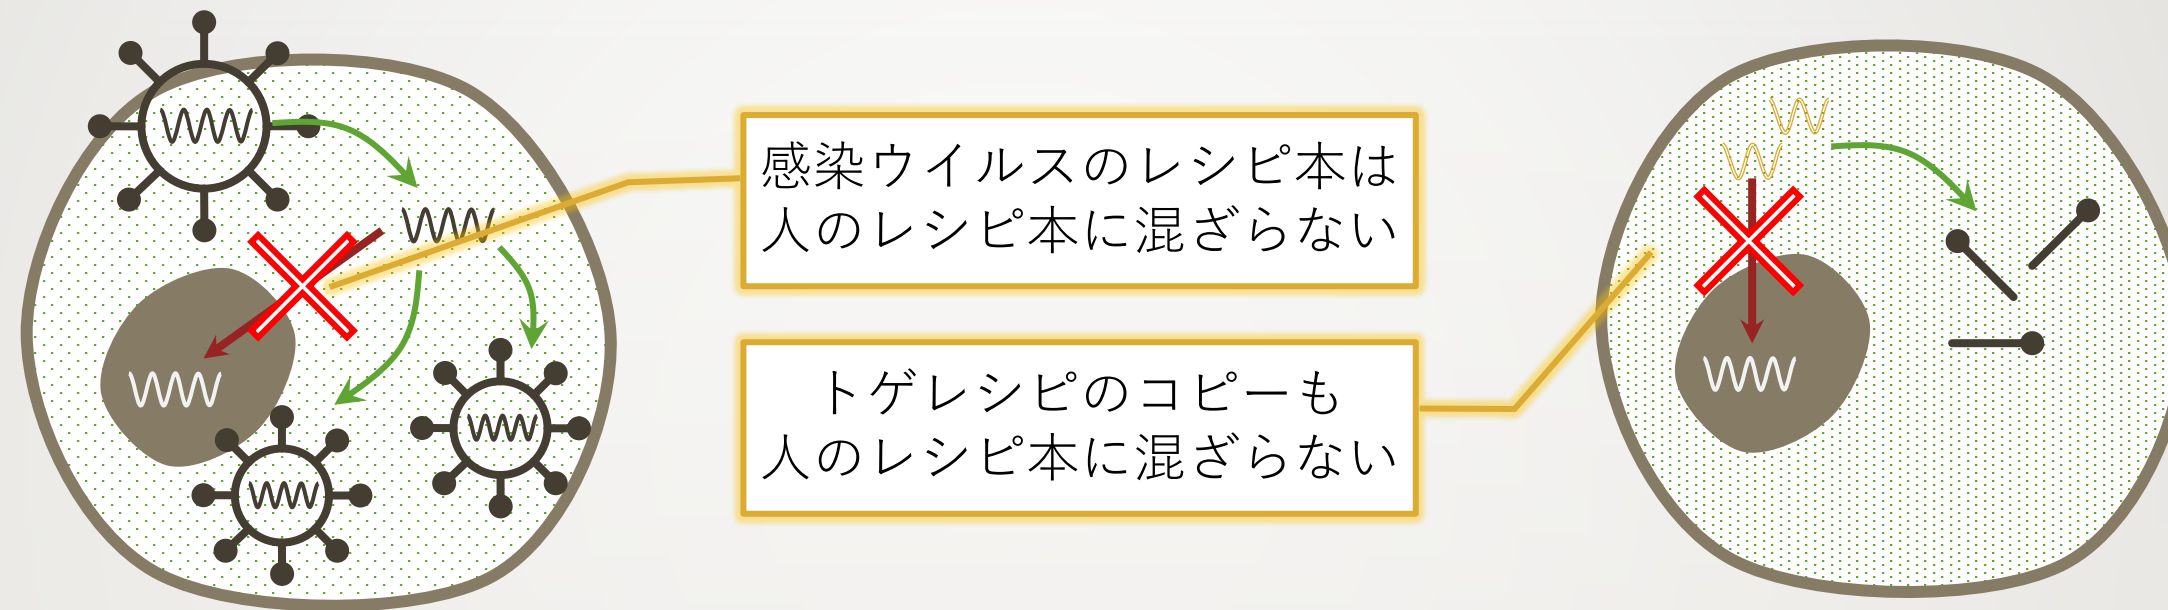 感染ウイルスのレシピ本は
人のレシピ本に混ざらない
トゲレシピのコピーも
人のレシピ本に混ざらない